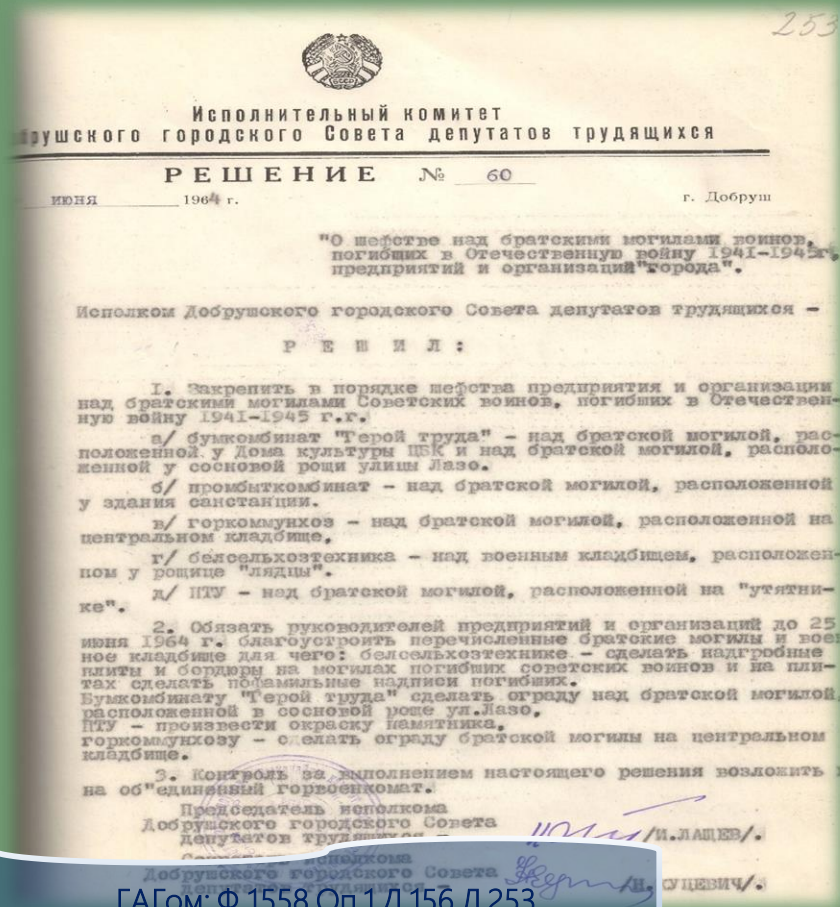 253
Исполнительный комитет
брушского городского Совета депутатов трудящихся
РЕШЕНИЕ № 60
июня 1964 г. г. Добруш
"О шефстве над братскими могилами воинов,
погибших в Отечественную войну 1941-1945г.
предприятий и организаций"города".
Исполком Добрушского городского Совета депутатов трудящихся -
Р Е Ш И Л :
I. Закрепить в порядке шефства предприятия и организации
над братскими могилами Советских воинов, погибших в Отечествен-
ную войну 1941-1945 г.г.
а/ бумкомбинат "Герой труда" - над братской могилой, рас-
положенной у Дома культуры ЦБК и над братской могилой, располо-
женной у сосновой рощи улицы Лазо.
б/ промбыткомбинат - над братской могилой, расположенной
у здания санстанции.
в/ горкоммунхоз - над братской могилой, расположенной на
центральном кладбище,
г/ белсельхозтехника - над военным кладбищем, расположен-
ном у рощице "лядцы".
д/ ПТУ - над братской могилой, расположенной на "утятни-
ке".
2. Обязать руководителей предприятий и организаций до 25
июня 1964 г. благоустроить перечисленные братские могилы и воен
ное кладбище для чего: белсельхозтехнике - сделать надгробные
плиты и бордюры на могилах погибших советских воинов и на пли-
тах сделать пофамильные надписи погибших.
Бумкомбинату "Герой труда" сделать ограду над братской могилой,
расположенной в сосновой роще ул.Лазо,
ПТУ - произвести окраску памятника,
горкоммунхозу - сделать ограду братской могилы на центральном
кладбище.
3. Контроль за выполнением настоящего решения возложить
на об"единенный горвоенкомат.
Председатель исполкома
Добрушского городского Совета
депутатов трудящихся - /И.ЛАЩЕВ/.
Секретарь исполкома
Добрушского городского Совета
депутатов трудящихся - /Н.КУЦЕВИЧ/.
ГАГом: Ф.1558 Оп.1 Д.156 Л.253